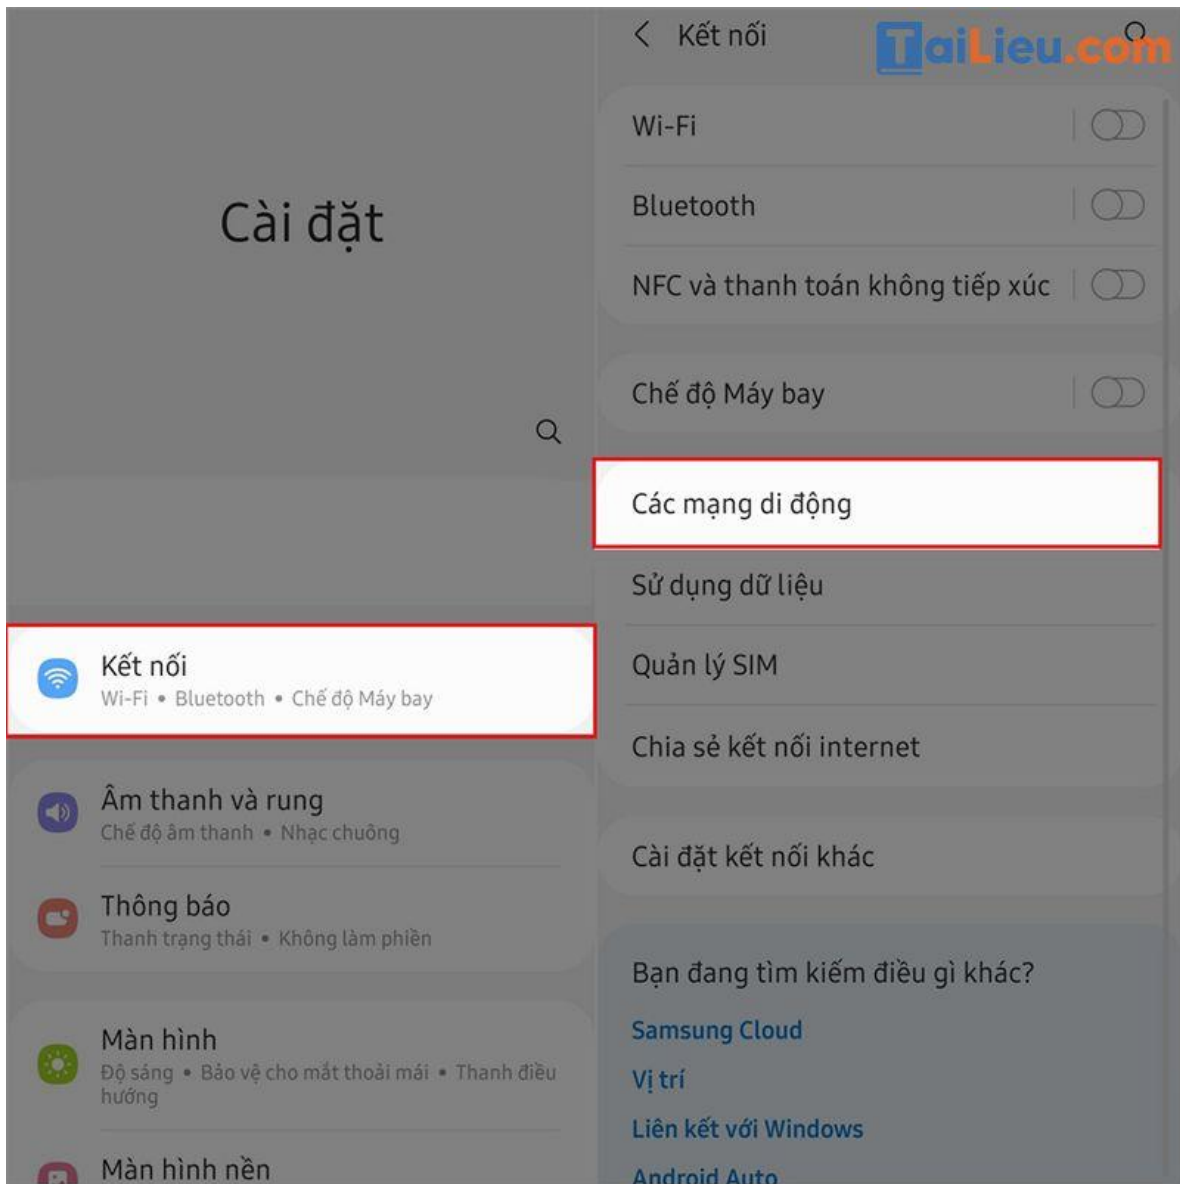 Cài đặt
Kết nối
Wi-Fi • Bluetooth • Chế độ Máy bay
Âm thanh và rung
Chế độ âm thanh • Nhạc chuông
Thông báo
Thanh trạng thái • Không làm phiền
Màn hình
Độ sáng • Bảo vệ cho mắt thoải mái • Thanh điều
hướng
Màn hình nền
Kết nối
TaiLieu.com
Wi-Fi
Bluetooth
NFC và thanh toán không tiếp xúc
Chế độ Máy bay
Các mạng di động
Sử dụng dữ liệu
Quản lý SIM
Chia sẻ kết nối internet
Cài đặt kết nối khác
Bạn đang tìm kiếm điều gì khác?
Samsung Cloud
Vị trí
Liên kết với Windows
Android Auto